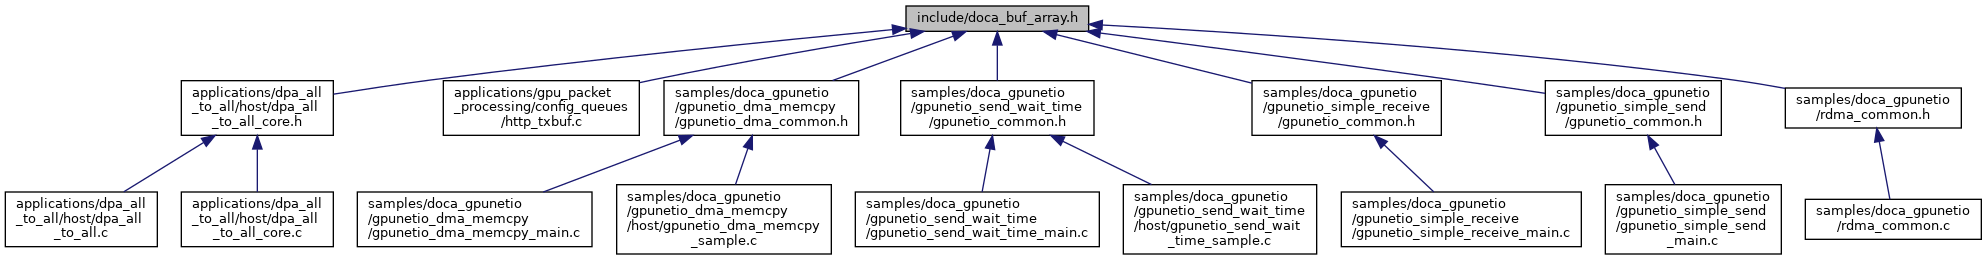 include/doca_buf_array.h
applications/dpa_all
_to_all/host/dpa_all
_to_all_core.h
applications/gpu_packet
_processing/config_queues
/http_txbuf.c
samples/doca_gpunetio
/gpunetio_dma_memcpy
/gpunetio_dma_common.h
samples/doca_gpunetio
/gpunetio_send_wait_time
/gpunetio_common.h
samples/doca_gpunetio
/gpunetio_simple_receive
/gpunetio_common.h
samples/doca_gpunetio
/gpunetio_simple_send
/gpunetio_common.h
samples/doca_gpunetio
/rdma_common.h
applications/dpa_all
_to_all/host/dpa_all
_to_all.c
applications/dpa_all
_to_all/host/dpa_all
_to_all_core.c
samples/doca_gpunetio
/gpunetio_dma_memcpy
/gpunetio_dma_memcpy_main.c
samples/doca_gpunetio
/gpunetio_dma_memcpy
/host/gpunetio_dma_memcpy
_sample.c
samples/doca_gpunetio
/gpunetio_send_wait_time
/gpunetio_send_wait_time_main.c
samples/doca_gpunetio
/gpunetio_send_wait_time
/host/gpunetio_send_wait
_time_sample.c
samples/doca_gpunetio
/gpunetio_simple_receive
/gpunetio_simple_receive_main.c
samples/doca_gpunetio
/gpunetio_simple_send
/gpunetio_simple_send
_main.c
samples/doca_gpunetio
/rdma_common.c